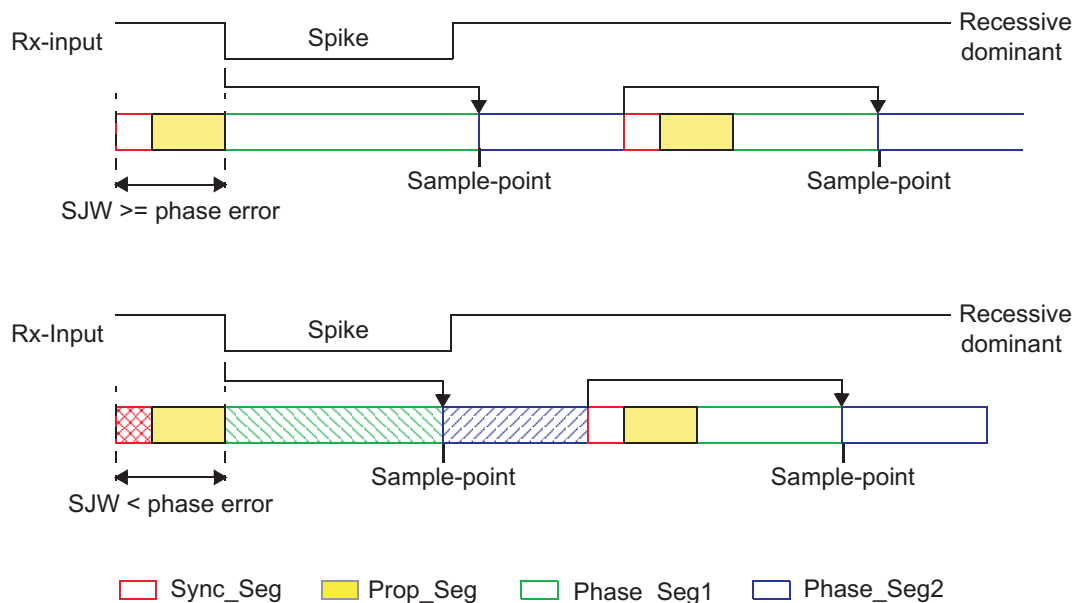 Rx-input
Spike
Recessive
dominant
Sample-point
Sample-point
SJW >= phase error
Rx-Input
Spike
Recessive
dominant
Sample-point
Sample-point
SJW < phase error
Sync_Seg
Prop_Seg
Phase_Seg1
Phase_Seg2